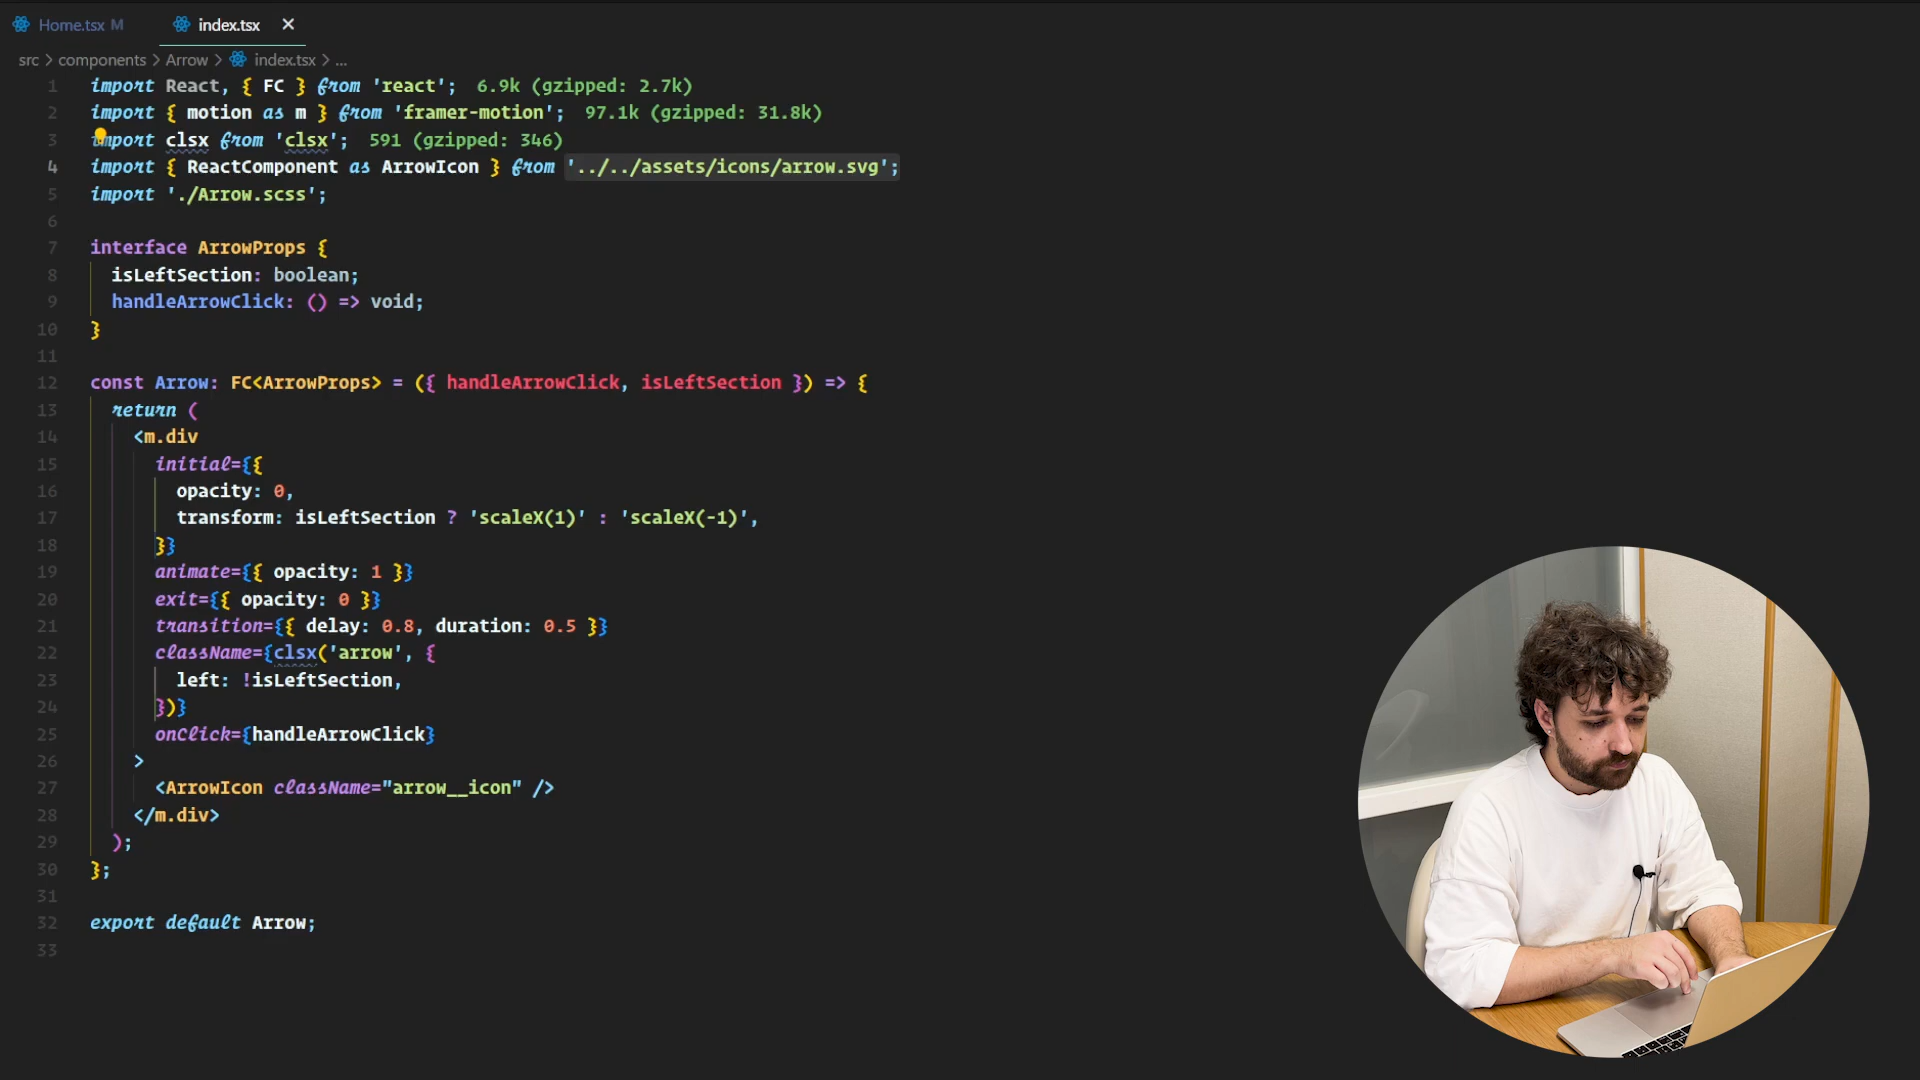 Home.tsx M index.tsx ✕
src > components > Arrow > index.tsx > ...
1 import React, { FC } from 'react'; 6.9k (gzipped: 2.7k)
2 import { motion as m } from 'framer-motion'; 97.1k (gzipped: 31.8k)
3 import clsx from 'clsx'; 591 (gzipped: 346)
4 import { ReactComponent as ArrowIcon } from '../../assets/icons/arrow.svg';
5 import './Arrow.scss';
6
7 interface ArrowProps {
8 isLeftSection: boolean;
9 handleArrowClick: () => void;
10 }
11
12 const Arrow: FC<ArrowProps> = ({ handleArrowClick, isLeftSection }) => {
13 return (
14 <m.div
15 initial={{
16 opacity: 0,
17 transform: isLeftSection ? 'scaleX(1)' : 'scaleX(-1)',
18 }}
19 animate={{ opacity: 1 }}
20 exit={{ opacity: 0 }}
21 transition={{ delay: 0.8, duration: 0.5 }}
22 className={clsx('arrow', {
23 left: !isLeftSection,
24 })}
25 onClick={handleArrowClick}
26 >
27 <ArrowIcon className="arrow__icon" />
28 </m.div>
29 );
30 };
31
32 export default Arrow;
33